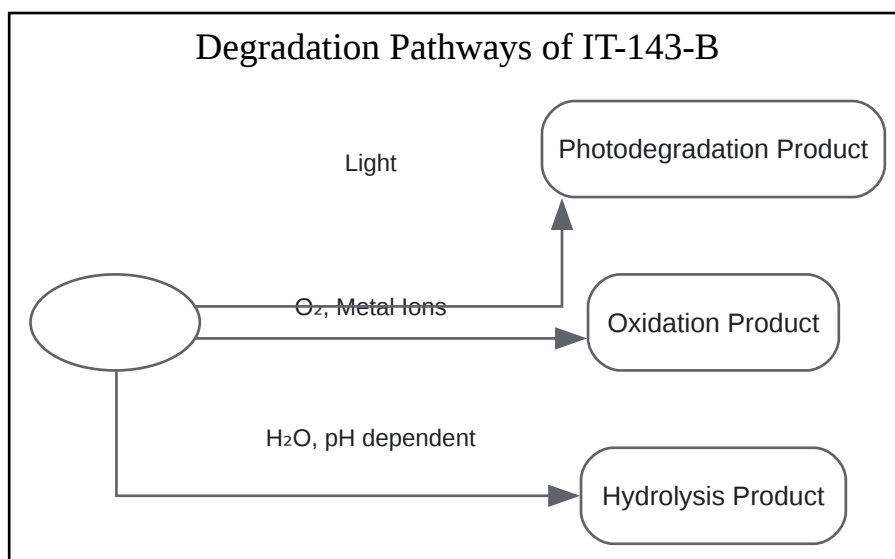 Degradation Pathways of IT-143-B
Light
Photodegradation Product
O₂, Metal Ions
Oxidation Product
H₂O, pH dependent
Hydrolysis Product